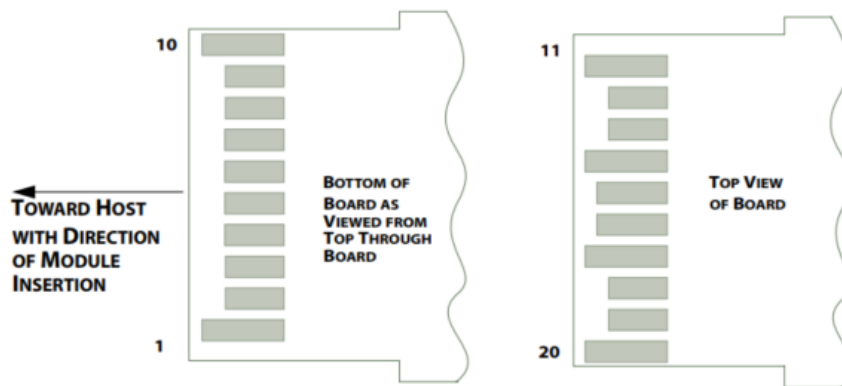 10
1
TOWARD HOST
WITH DIRECTION
OF MODULE
INSERTION
BOTTOM OF
BOARD AS
VIEWED FROM
TOP THROUGH
BOARD
11
20
TOP VIEW
OF BOARD